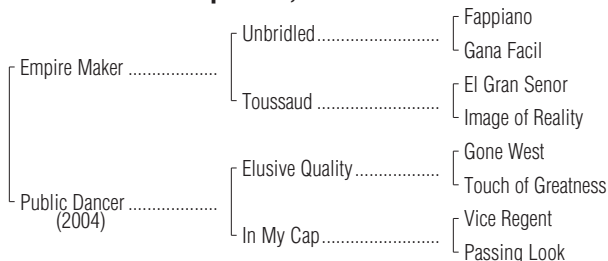 Empire Maker ..................
Public Dancer ..................
(2004)
Unbridled........................
Toussaud ........................
Elusive Quality ................
In My Cap.......................
Fappiano
Gana Facil
El Gran Senor
Image of Reality
Gone West
Touch of Greatness
Vice Regent
Passing Look